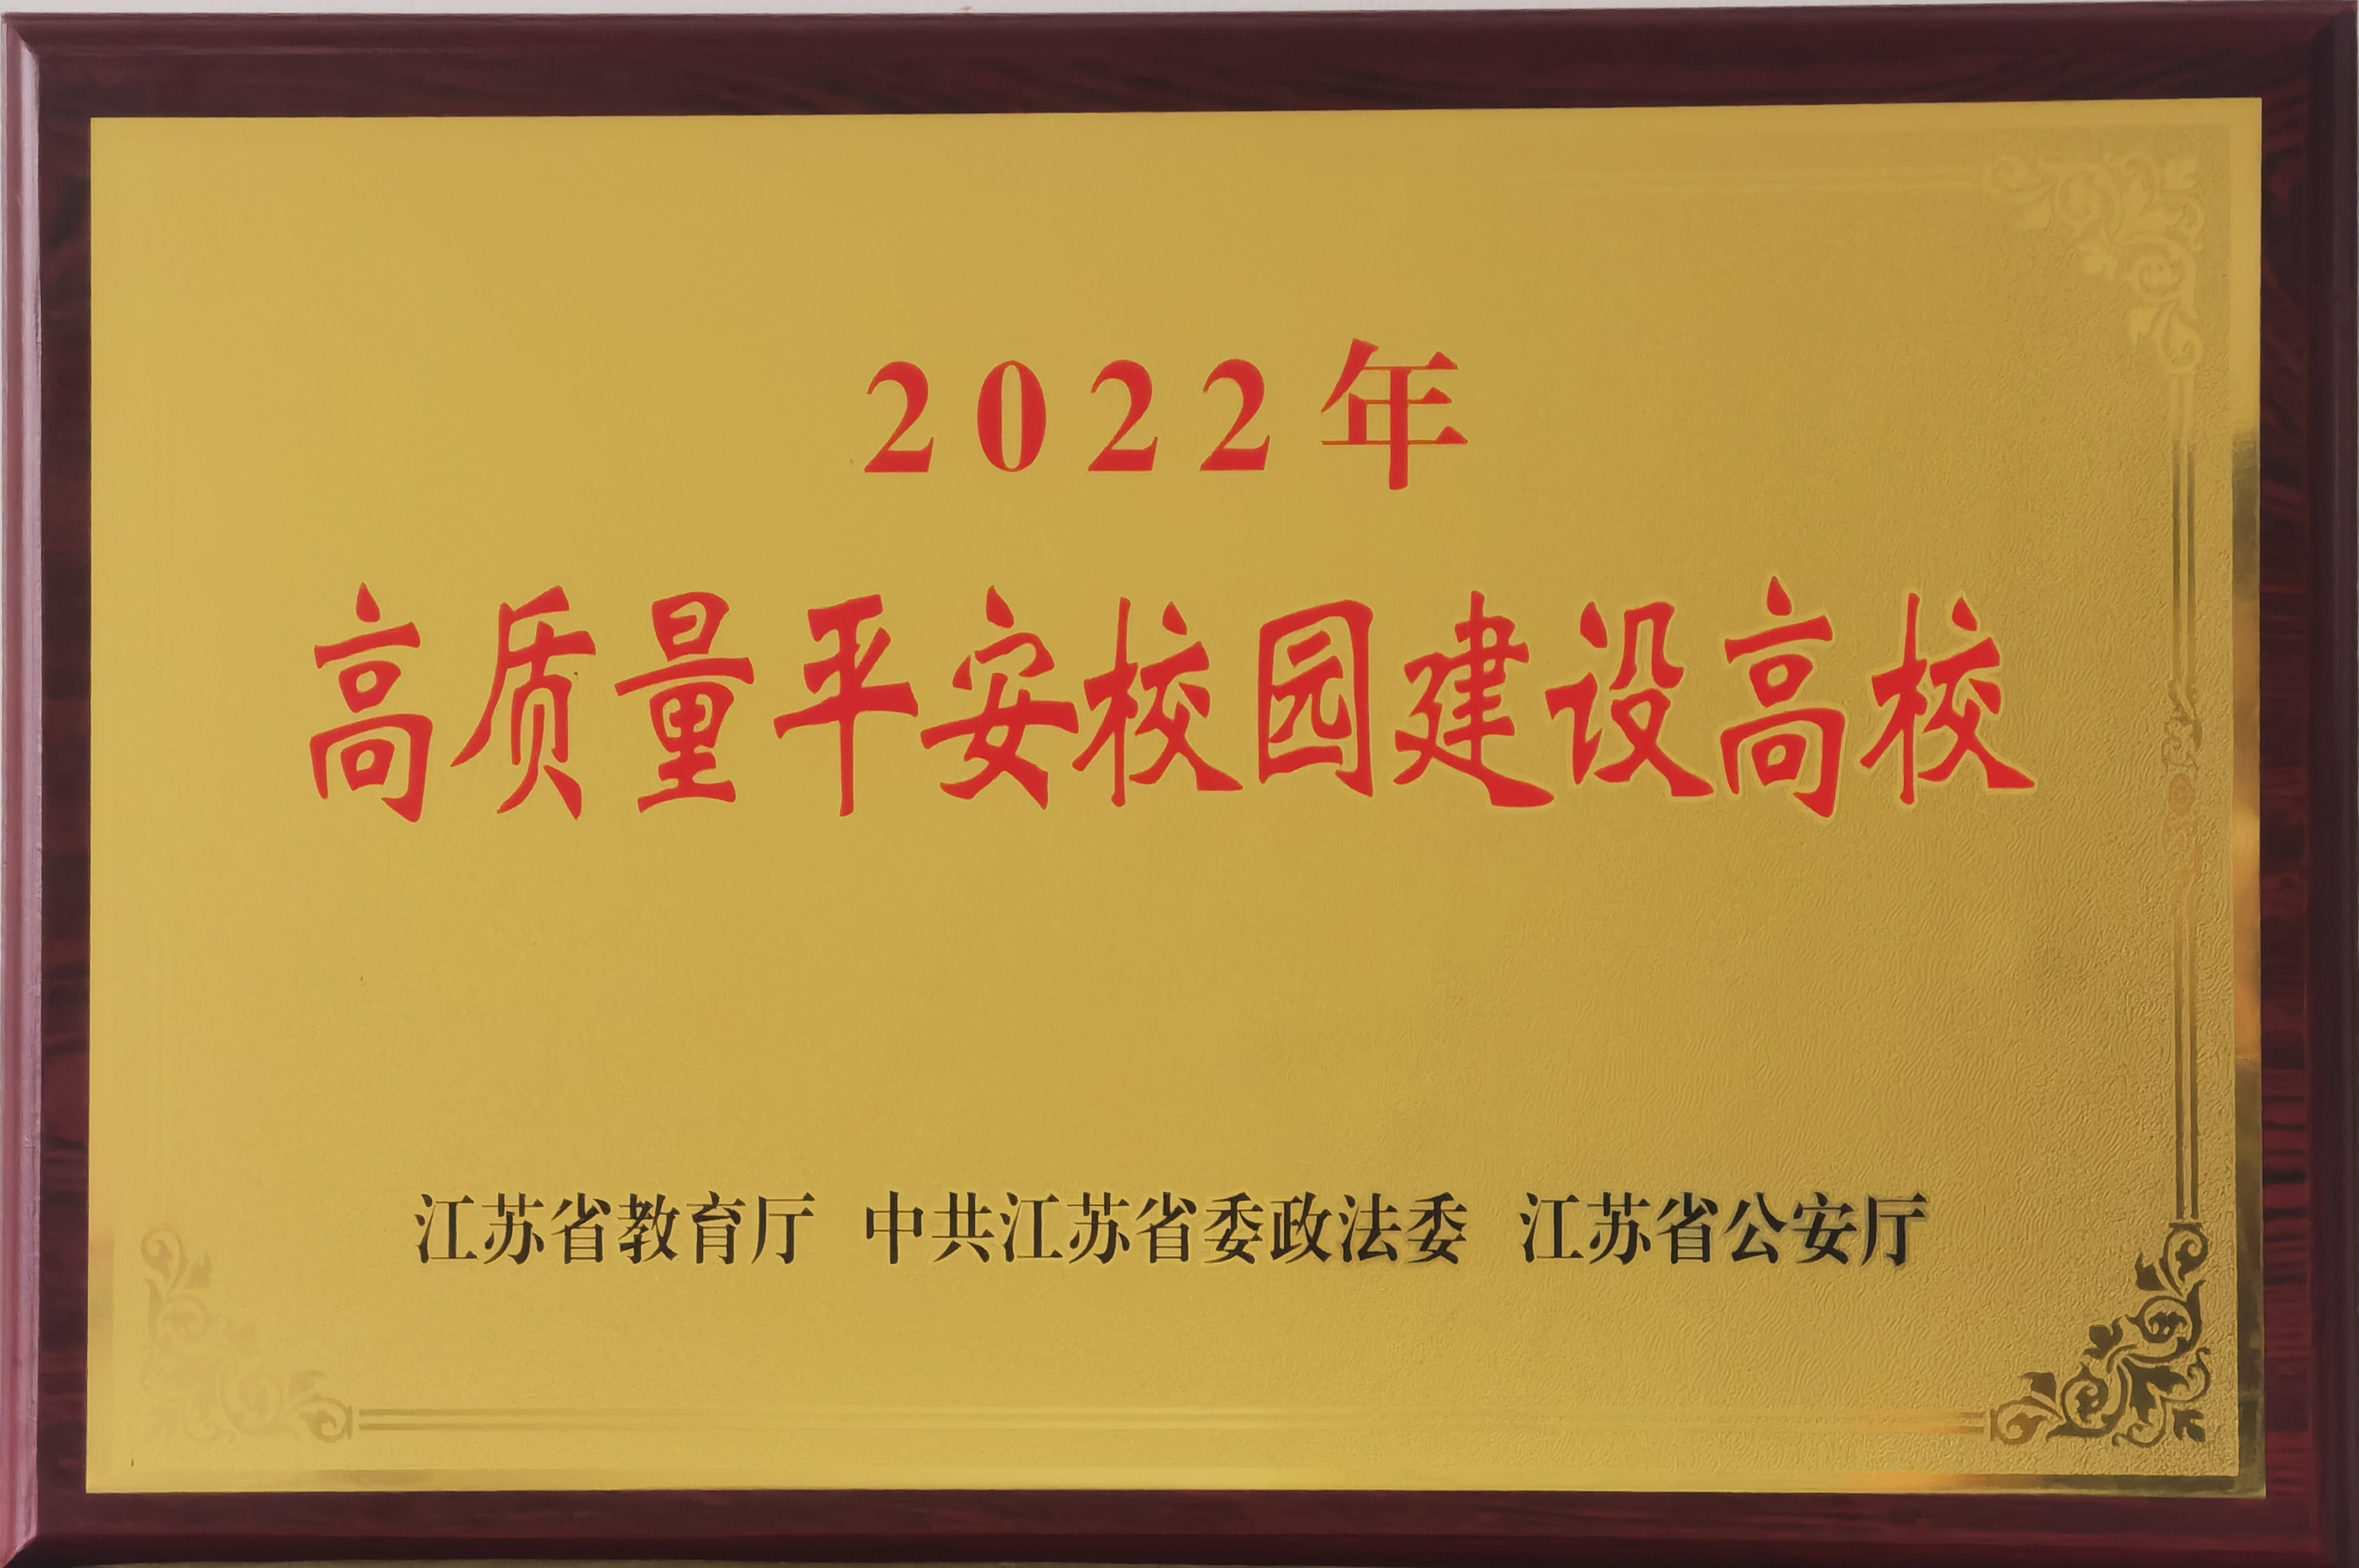 2022年
高质量平安校园建设高校
江苏省教育厅 中共江苏省委政法委 江苏省公安厅